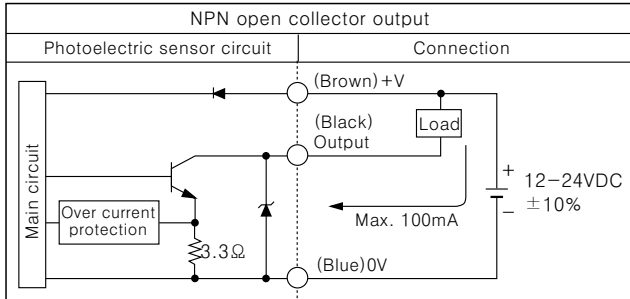 NPN open collector output
Photoelectric sensor circuit
Connection
(Brown)+V
(Black)
Output
Load
Main circuit
Over current
protection
3.3Ω
Max. 100mA
+
−
12−24VDC
±10%
(Blue)0V